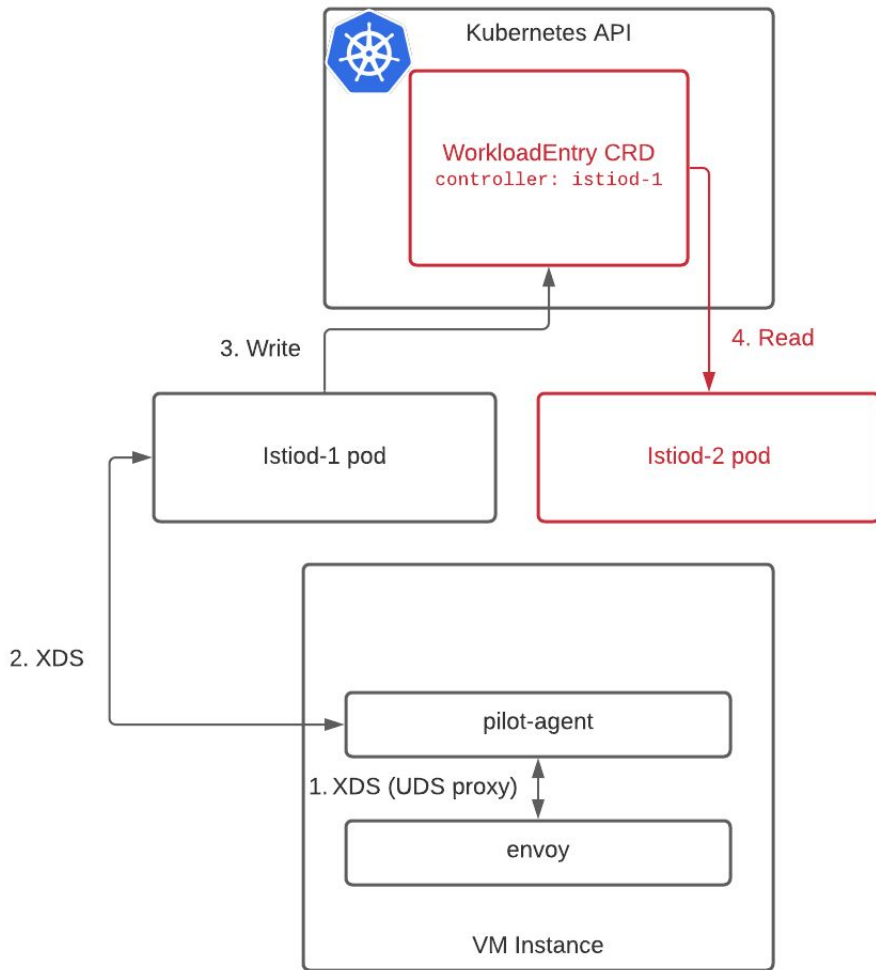 Kubernetes API
WorkloadEntry CRD
controller: istiod-1
3. Write
4. Read
Istiod-1 pod
Istiod-2 pod
2. XDS
pilot-agent
1. XDS (UDS proxy)
envoy
VM Instance